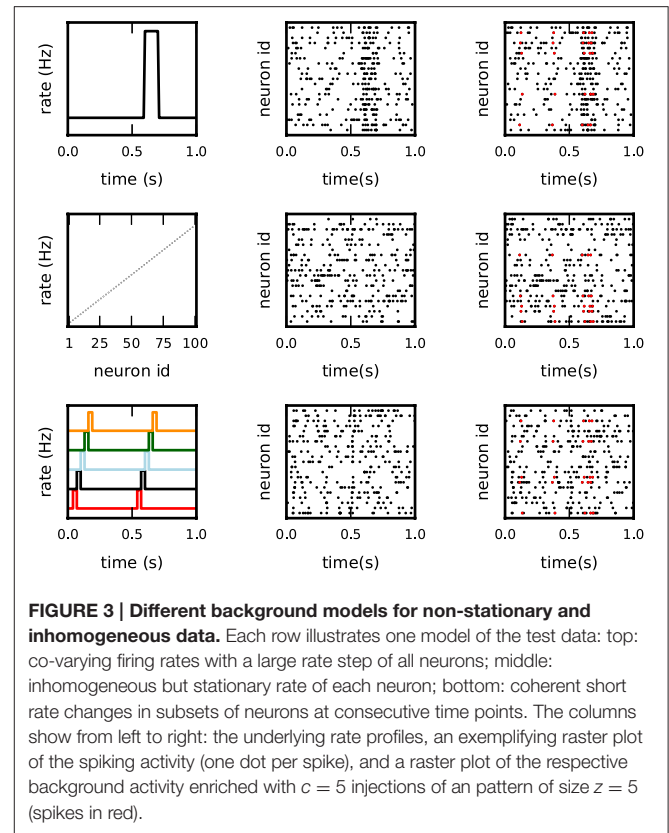 rate (Hz)
0.0 0.5 1.0
time (s)
neuron id
0.0 0.5 1.0
time(s)
neuron id
0.0 0.5 1.0
time(s)
rate (Hz)
1 25 50 75 100
neuron id
neuron id
0.0 0.5 1.0
time(s)
neuron id
0.0 0.5 1.0
time(s)
rate (Hz)
0.0 0.5 1.0
time (s)
neuron id
0.0 0.5 1.0
time(s)
neuron id
0.0 0.5 1.0
time(s)
FIGURE 3 | Different background models for non-stationary and
inhomogeneous data. Each row illustrates one model of the test data: top:
co-varying firing rates with a large rate step of all neurons; middle:
inhomogeneous but stationary rate of each neuron; bottom: coherent short
rate changes in subsets of neurons at consecutive time points. The columns
show from left to right: the underlying rate profiles, an exemplifying raster plot
of the spiking activity (one dot per spike), and a raster plot of the respective
background activity enriched with c = 5 injections of an pattern of size z = 5
(spikes in red).